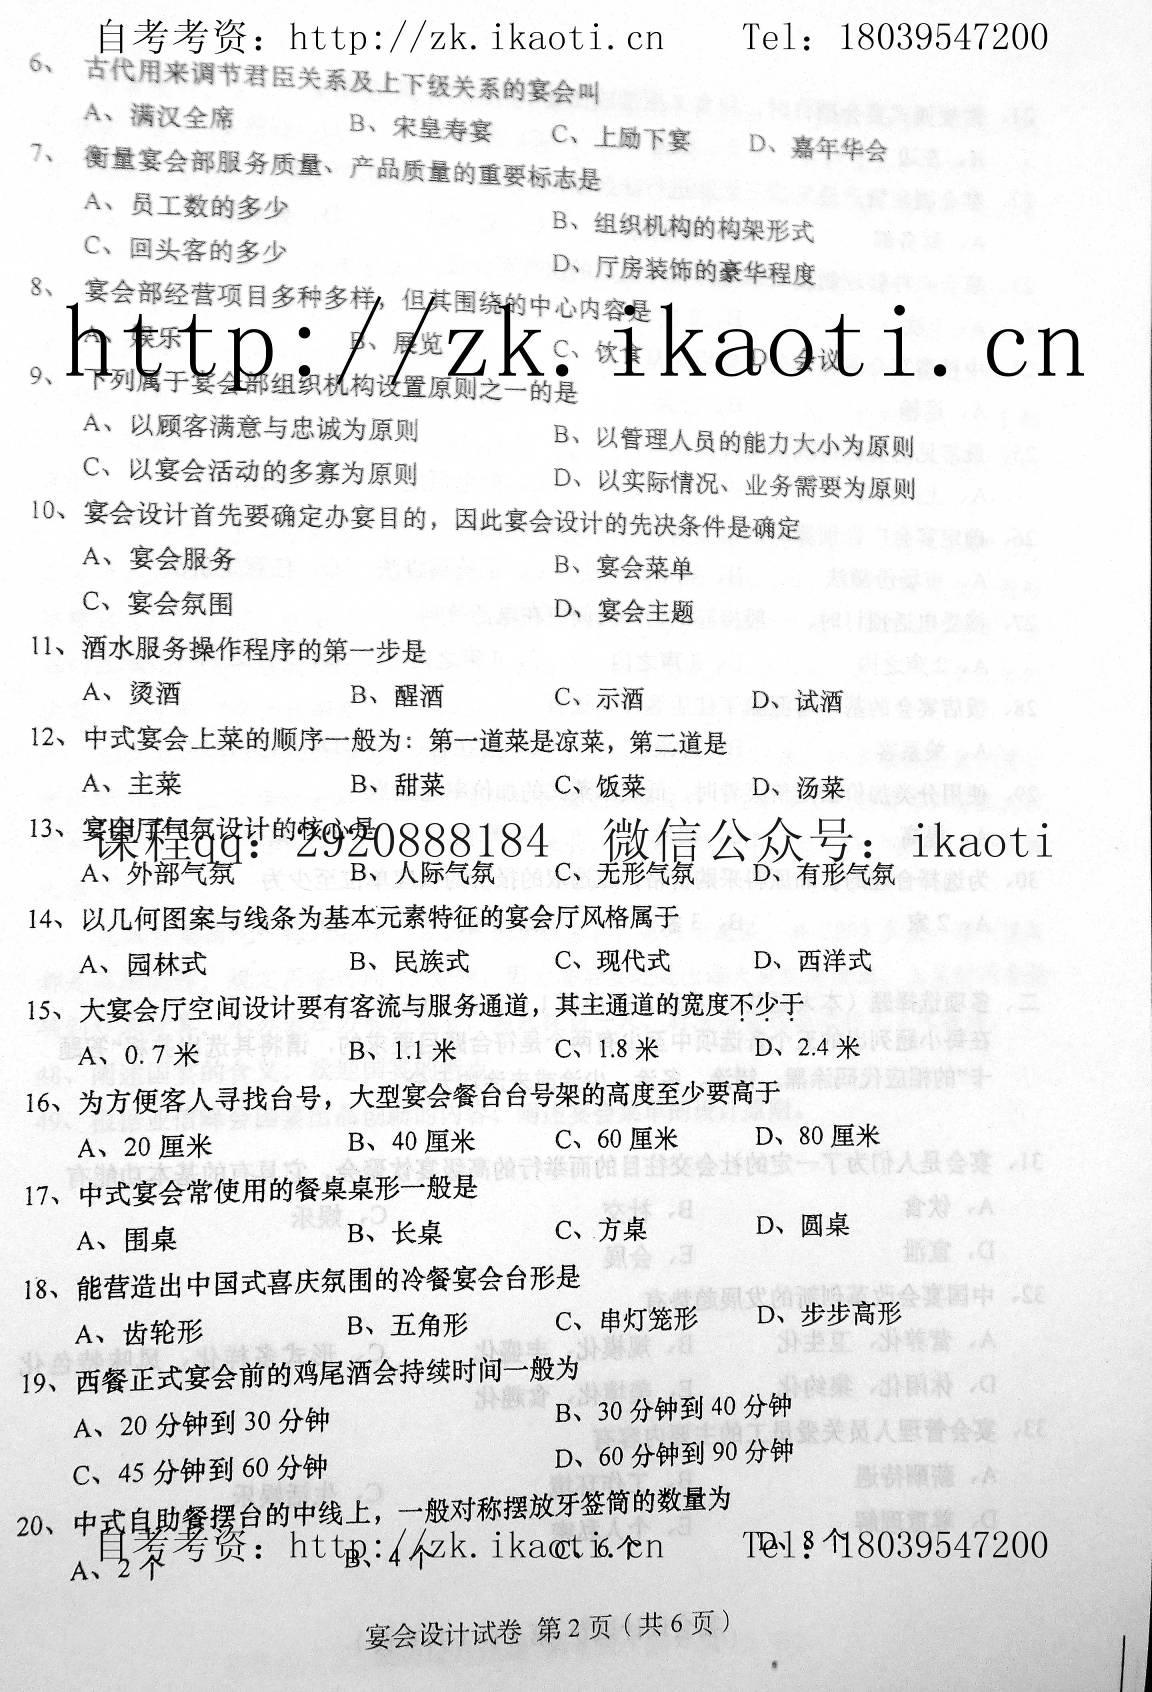 自考考资：http://zk.ikaoti.cn Tel：18039547200
6、 古代用来调节君臣关系及上下级关系的宴会叫
A、满汉全席 B、宋皇寿宴 C、上励下宴 D、嘉年华会
7、 衡量宴会部服务质量、产品质量的重要标志是
A、员工数的多少 B、组织机构的构架形式
C、回头客的多少 D、厅房装饰的豪华程度
8、 宴会部经营项目多种多样，但其围绕的中心内容是
http://zk.ikaoti.cn
A、娱乐 B、展览 C、饮食 D、会议
9、 下列属于宴会部组织机构设置原则之一的是
A、以顾客满意与忠诚为原则 B、以管理人员的能力大小为原则
C、以宴会活动的多寡为原则 D、以实际情况、业务需要为原则
10、宴会设计首先要确定办宴目的，因此宴会设计的先决条件是确定
A、宴会服务 B、宴会菜单
C、宴会氛围 D、宴会主题
11、酒水服务操作程序的第一步是
A、烫酒 B、醒酒 C、示酒 D、试酒
12、中式宴会上菜的顺序一般为：第一道菜是凉菜，第二道是
A、主菜 B、甜菜 C、饭菜 D、汤菜
13、宴会厅气氛设计的核心是
课程qq：2920888184 微信公众号：ikaoti
A、外部气氛 B、人际气氛 C、无形气氛 D、有形气氛
14、以几何图案与线条为基本元素特征的宴会厅风格属于
A、园林式 B、民族式 C、现代式 D、西洋式
15、大宴会厅空间设计要有客流与服务通道，其主通道的宽度不少于
A、0.7 米 B、1.1 米 C、1.8 米 D、2.4 米
16、为方便客人寻找台号，大型宴会餐台台号架的高度至少要高于
A、20 厘米 B、40 厘米 C、60 厘米 D、80 厘米
17、中式宴会常使用的餐桌桌形一般是
A、围桌 B、长桌 C、方桌 D、圆桌
18、能营造出中国式喜庆氛围的冷餐宴会台形是
A、齿轮形 B、五角形 C、串灯笼形 D、步步高形
19、西餐正式宴会前的鸡尾酒会持续时间一般为
A、20 分钟到 30 分钟 B、30 分钟到 40 分钟
C、45 分钟到 60 分钟 D、60 分钟到 90 分钟
20、中式自助餐摆台的中线上，一般对称摆放牙签筒的数量为
自考考资：http://zk.ikaoti.cn Tel：18039547200
A、2 个 B、4 个 C、6 个 D、8 个
宴会设计试卷 第 2 页（共 6 页）